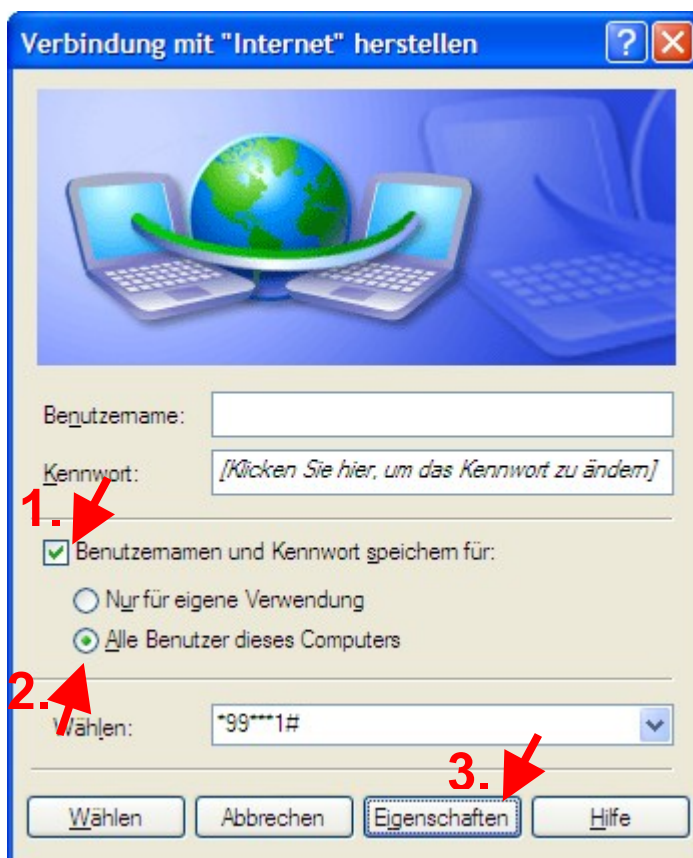 Verbindung mit "Internet" herstellen
Benutzername:
Kennwort: [Klicken Sie hier, um das Kennwort zu ändern]
1.
Benutzernamen und Kennwort speichern für:
Nur für eigene Verwendung
Alle Benutzer dieses Computers
2.
Wählen: *99***1#
3.
Wählen Abbrechen Eigenschaften Hilfe